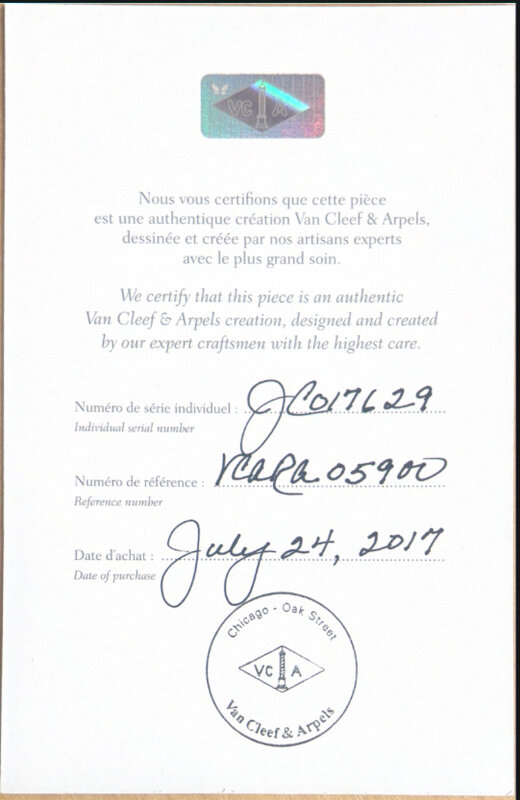 VC A
Nous vous certifions que cette pièce
est une authentique création Van Cleef & Arpels,
dessinée et créée par nos artisans experts
avec le plus grand soin.
We certify that this piece is an authentic
Van Cleef & Arpels creation, designed and created
by our expert craftsmen with the highest care.
Numéro de série individuel : JC017629
Individual serial number
Numéro de référence : VCARA05900
Reference number
Date d'achat : July 24, 2017
Date of purchase
Chicago - Oak Street
VC A
Van Cleef & Arpels